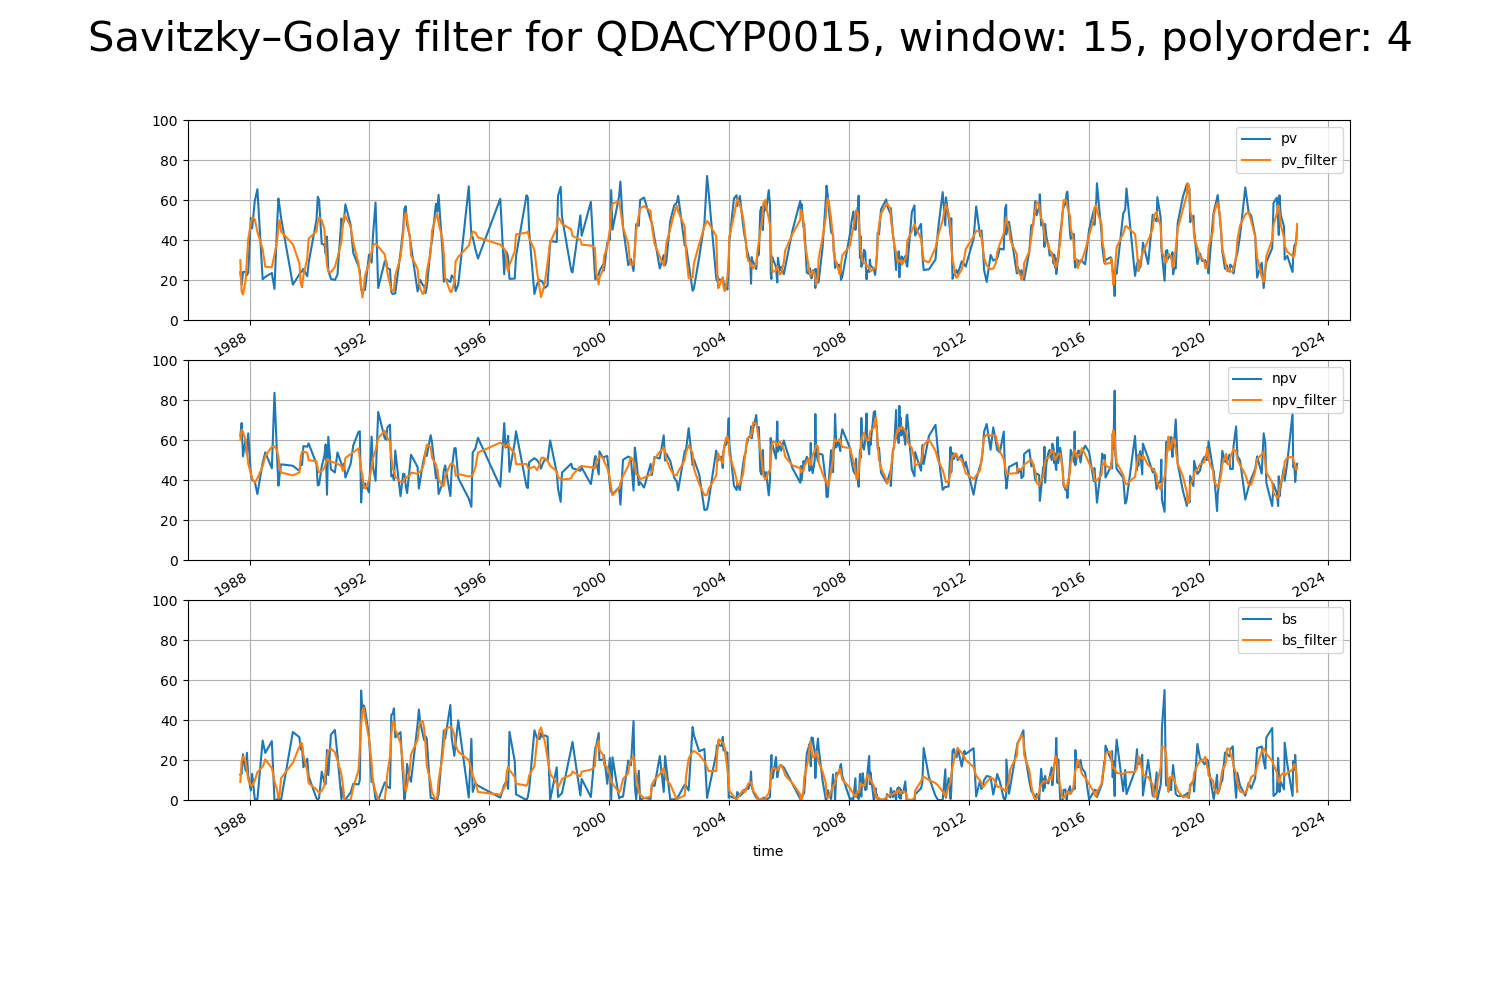 Savitzky–Golay filter for QDACYP0015, window: 15, polyorder: 4
100
80
60
40
20
0
pv
pv_filter
1988 1992 1996 2000 2004 2008 2012 2016 2020 2024
100
80
60
40
20
0
npv
npv_filter
1988 1992 1996 2000 2004 2008 2012 2016 2020 2024
100
80
60
40
20
0
bs
bs_filter
1988 1992 1996 2000 2004 2008 2012 2016 2020 2024
time